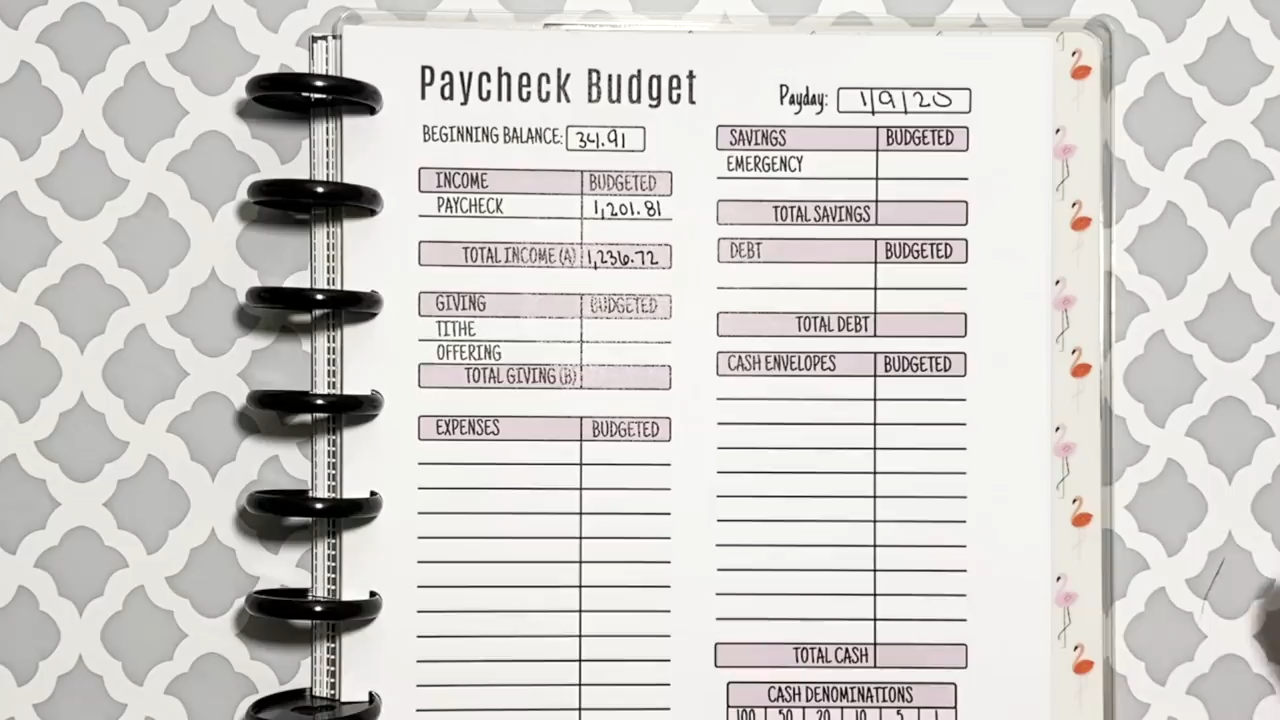 Paycheck Budget
Payday: 1/9/20
BEGINNING BALANCE: 34.91
INCOME BUDGETED
PAYCHECK 1,201.81
TOTAL INCOME (A) 1,236.72
GIVING BUDGETED
TITHE
OFFERING
TOTAL GIVING (B)
EXPENSES BUDGETED
SAVINGS BUDGETED
EMERGENCY
TOTAL SAVINGS
DEBT BUDGETED
TOTAL DEBT
CASH ENVELOPES BUDGETED
TOTAL CASH
CASH DENOMINATIONS
100 50 20 10 5 1